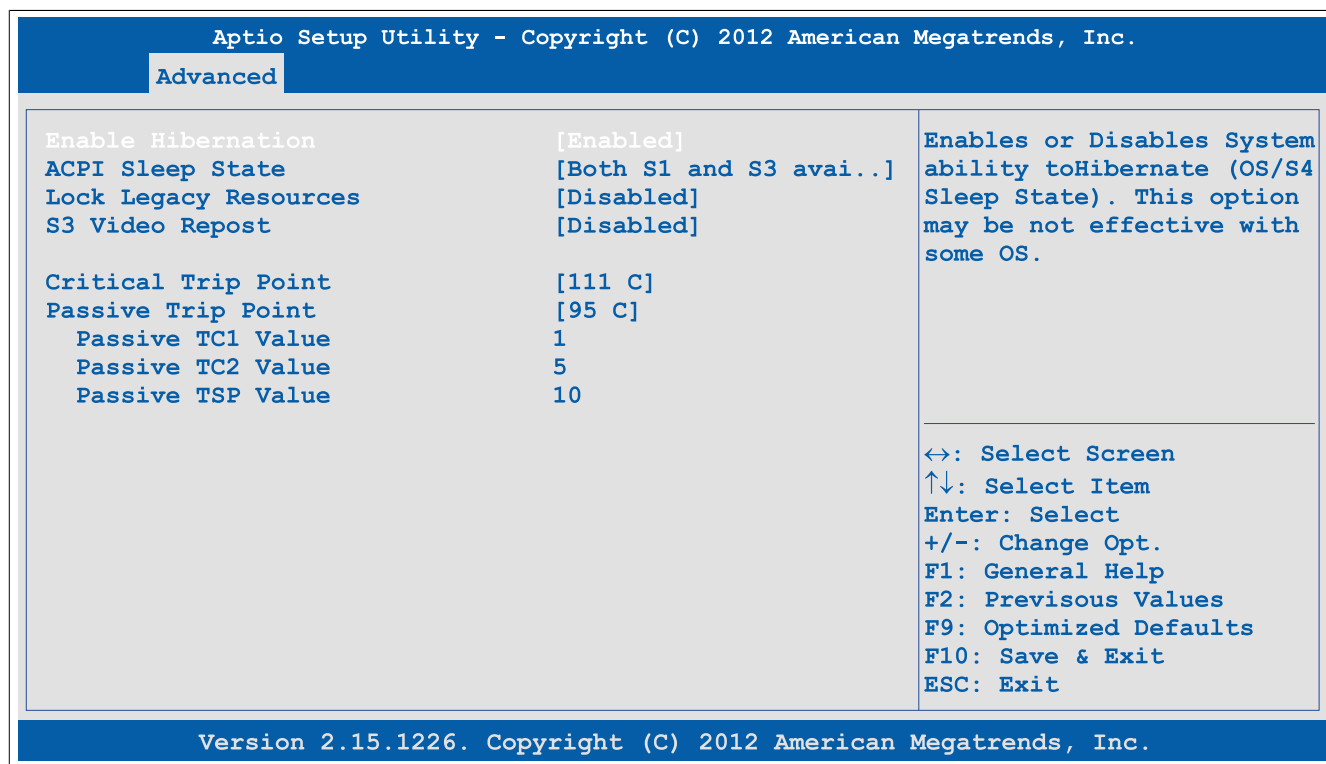 Aptio Setup Utility - Copyright (C) 2012 American Megatrends, Inc.
Advanced
Enable Hibernation [Enabled]
ACPI Sleep State [Both S1 and S3 avai..]
Lock Legacy Resources [Disabled]
S3 Video Repost [Disabled]
Critical Trip Point [111 C]
Passive Trip Point [95 C]
Passive TC1 Value 1
Passive TC2 Value 5
Passive TSP Value 10
Enables or Disables System
ability toHibernate (OS/S4
Sleep State). This option
may be not effective with
some OS.
↔: Select Screen
↑↓: Select Item
Enter: Select
+/-: Change Opt.
F1: General Help
F2: Previsous Values
F9: Optimized Defaults
F10: Save & Exit
ESC: Exit
Version 2.15.1226. Copyright (C) 2012 American Megatrends, Inc.